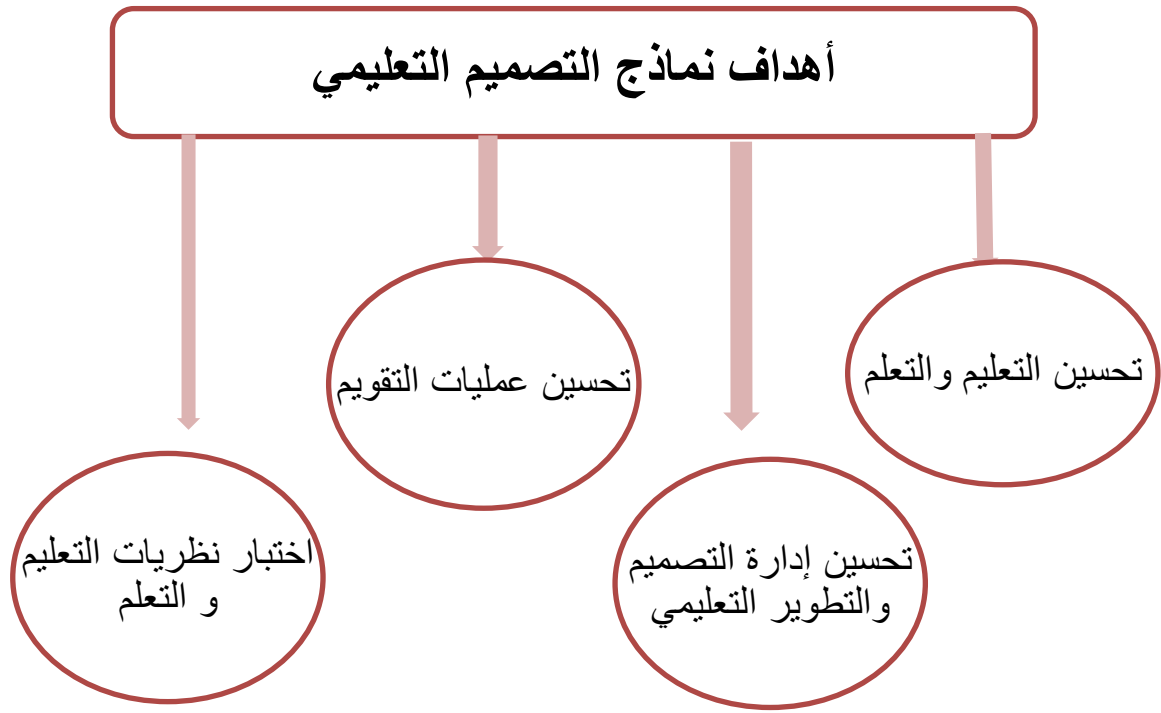 أهداف نماذج التصميم التعليمي
تحسين التعليم والتعلم
تحسين إدارة التصميم
والتطوير التعليمي
تحسين عمليات التقويم
اختبار نظريات التعليم
و التعلم